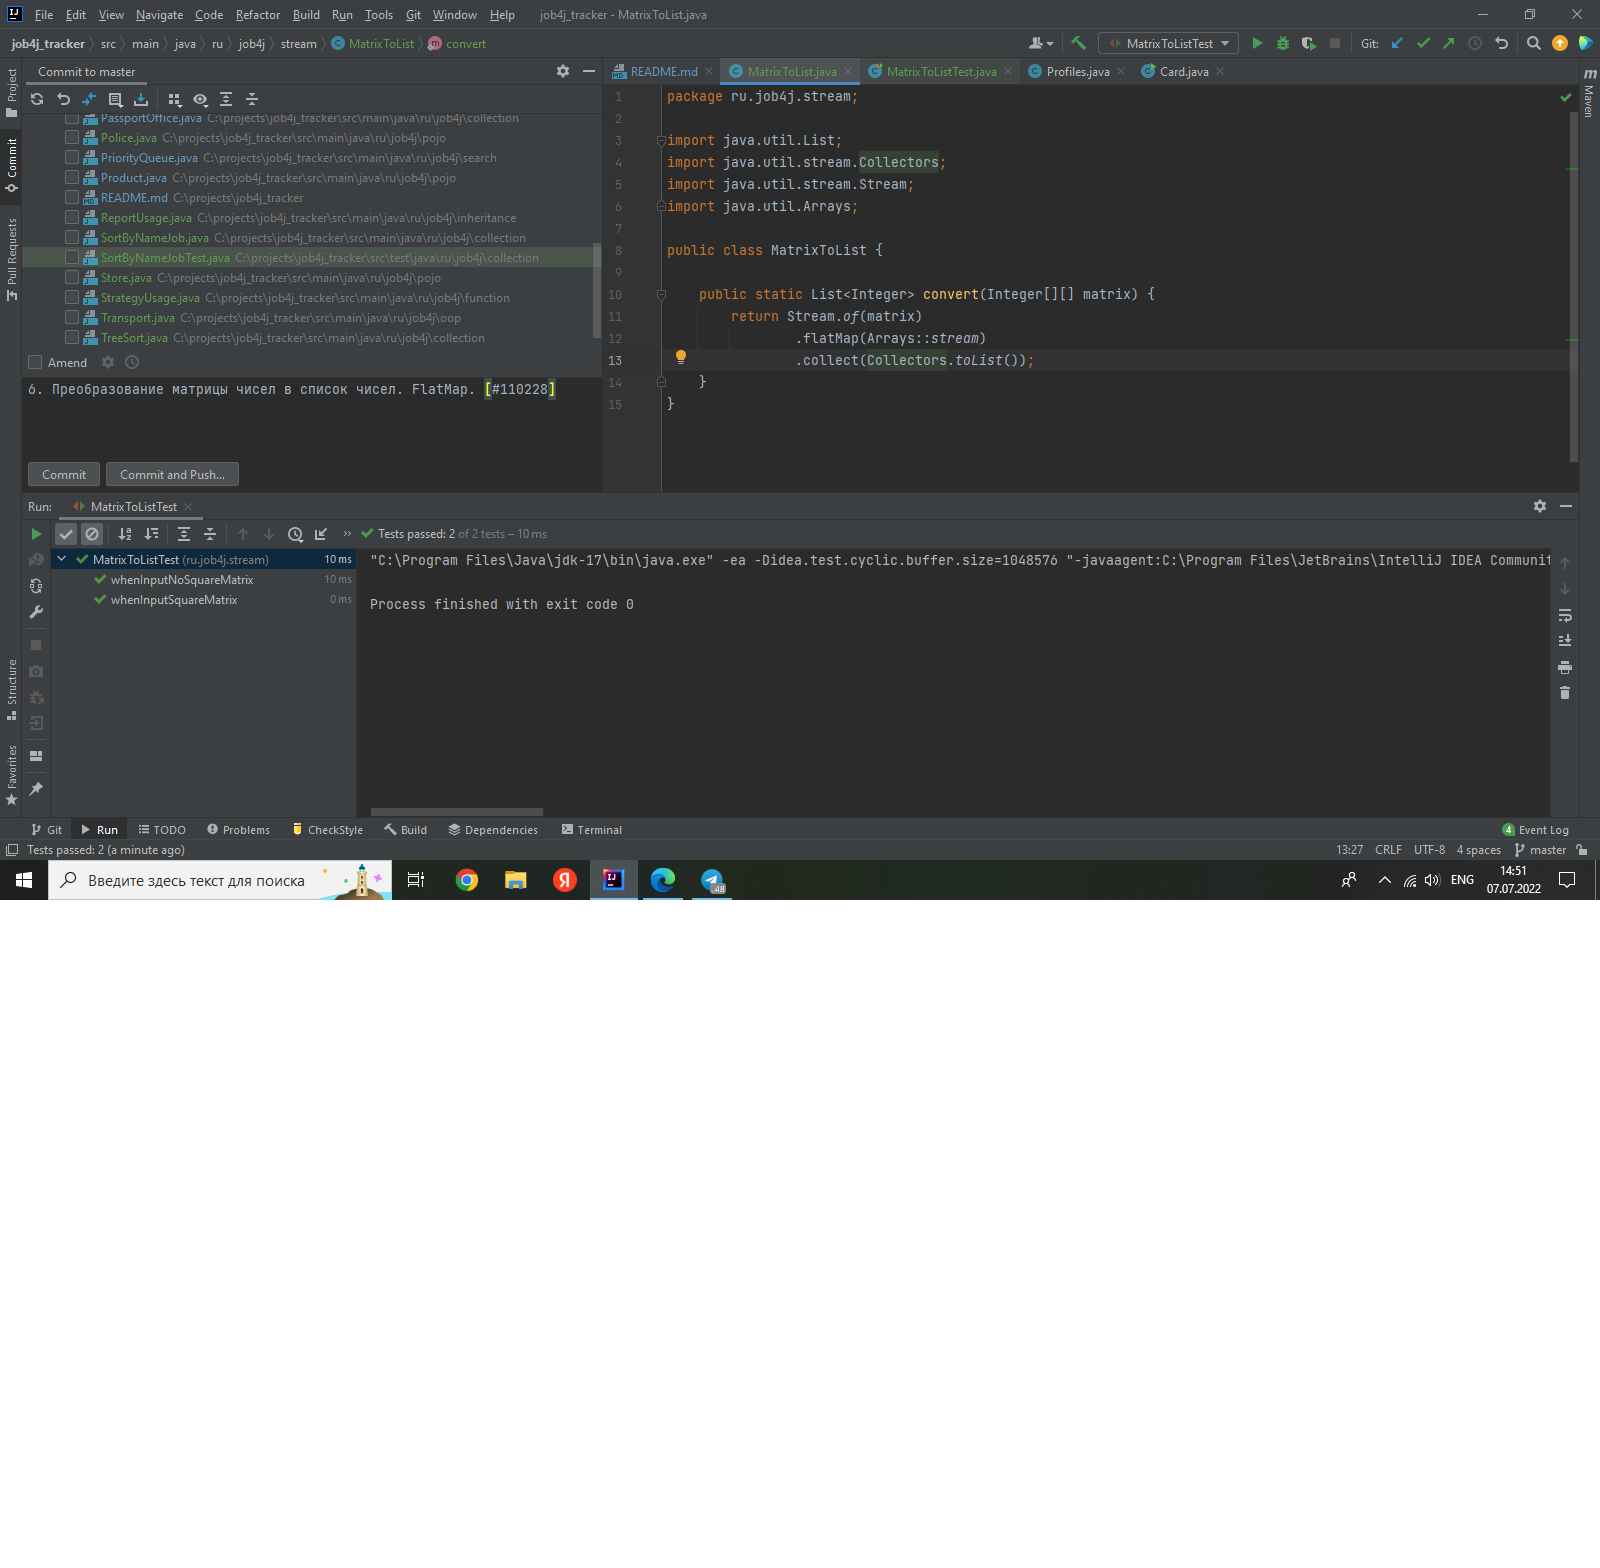 File Edit View Navigate Code Refactor Build Run Tools Git Window Help job4j_tracker - MatrixToList.java
job4j_tracker src main java ru job4j stream MatrixToList convert
MatrixToListTest Git:
Project
Commit
Pull Requests
Structure
Favorites
Commit to master
PassportOffice.java C:\projects\job4j_tracker\src\main\java\ru\job4j\collection
Police.java C:\projects\job4j_tracker\src\main\java\ru\job4j\pojo
PriorityQueue.java C:\projects\job4j_tracker\src\main\java\ru\job4j\search
Product.java C:\projects\job4j_tracker\src\main\java\ru\job4j\pojo
README.md C:\projects\job4j_tracker
ReportUsage.java C:\projects\job4j_tracker\src\main\java\ru\job4j\inheritance
SortByNameJob.java C:\projects\job4j_tracker\src\main\java\ru\job4j\collection
SortByNameJobTest.java C:\projects\job4j_tracker\src\test\java\ru\job4j\collection
Store.java C:\projects\job4j_tracker\src\main\java\ru\job4j\pojo
StrategyUsage.java C:\projects\job4j_tracker\src\main\java\ru\job4j\function
Transport.java C:\projects\job4j_tracker\src\main\java\ru\job4j\oop
TreeSort.java C:\projects\job4j_tracker\src\main\java\ru\job4j\collection
Amend
6. Преобразование матрицы чисел в список чисел. FlatMap. [#110228]
Commit Commit and Push...
README.md MatrixToList.java MatrixToListTest.java Profiles.java Card.java
1 package ru.job4j.stream;
2
3 import java.util.List;
4 import java.util.stream.Collectors;
5 import java.util.stream.Stream;
6 import java.util.Arrays;
7
8 public class MatrixToList {
9
10 public static List<Integer> convert(Integer[][] matrix) {
11 return Stream.of(matrix)
12 .flatMap(Arrays::stream)
13 .collect(Collectors.toList());
14 }
15 }
m Maven
Run: MatrixToListTest
Tests passed: 2 of 2 tests – 10 ms
MatrixToListTest (ru.job4j.stream) 10 ms
whenInputNoSquareMatrix 10 ms
whenInputSquareMatrix 0 ms
"C:\Program Files\Java\jdk-17\bin\java.exe" -ea -Didea.test.cyclic.buffer.size=1048576 "-javaagent:C:\Program Files\JetBrains\IntelliJ IDEA Communit
Process finished with exit code 0
Git Run TODO Problems CheckStyle Build Dependencies Terminal 4 Event Log
Tests passed: 2 (a minute ago) 13:27 CRLF UTF-8 4 spaces master
Введите здесь текст для поиска Я IJ 48 ENG 14:51
07.07.2022